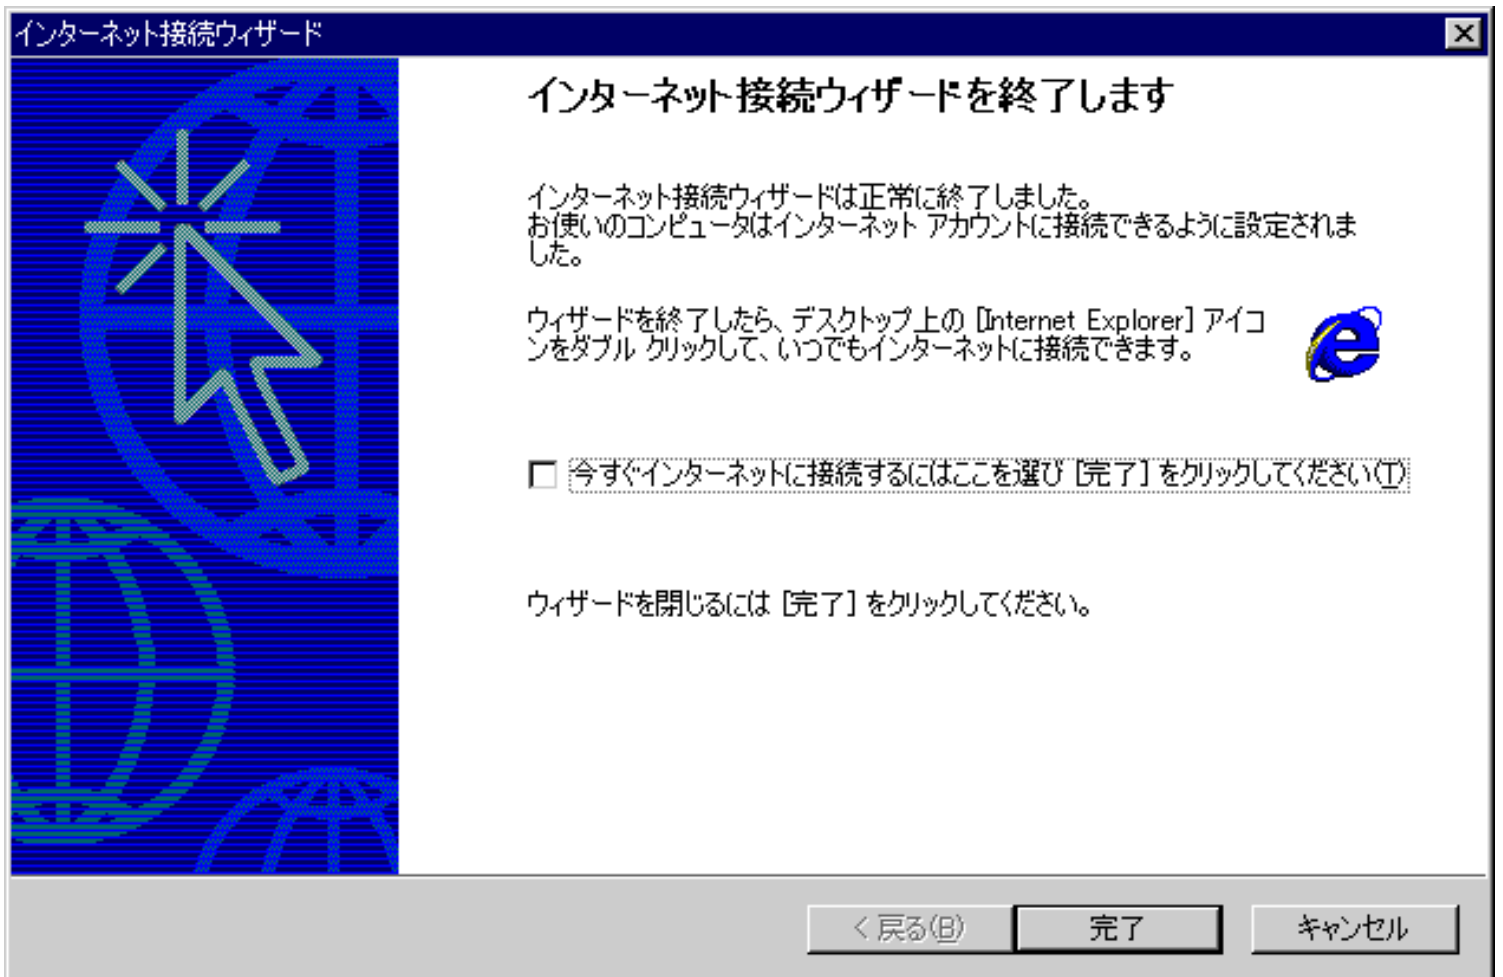 インターネット接続ウィザード
インターネット接続ウィザードを終了します
インターネット接続ウィザードは正常に終了しました。
お使いのコンピュータはインターネット アカウントに接続できるように設定されま
した。
ウィザードを終了したら、デスクトップ上の [Internet Explorer] アイコ
ンをダブル クリックして、いつでもインターネットに接続できます。
今すぐインターネットに接続するにはここを選び [完了] をクリックしてください(T)
ウィザードを閉じるには [完了] をクリックしてください。
< 戻る(B)
完了
キャンセル